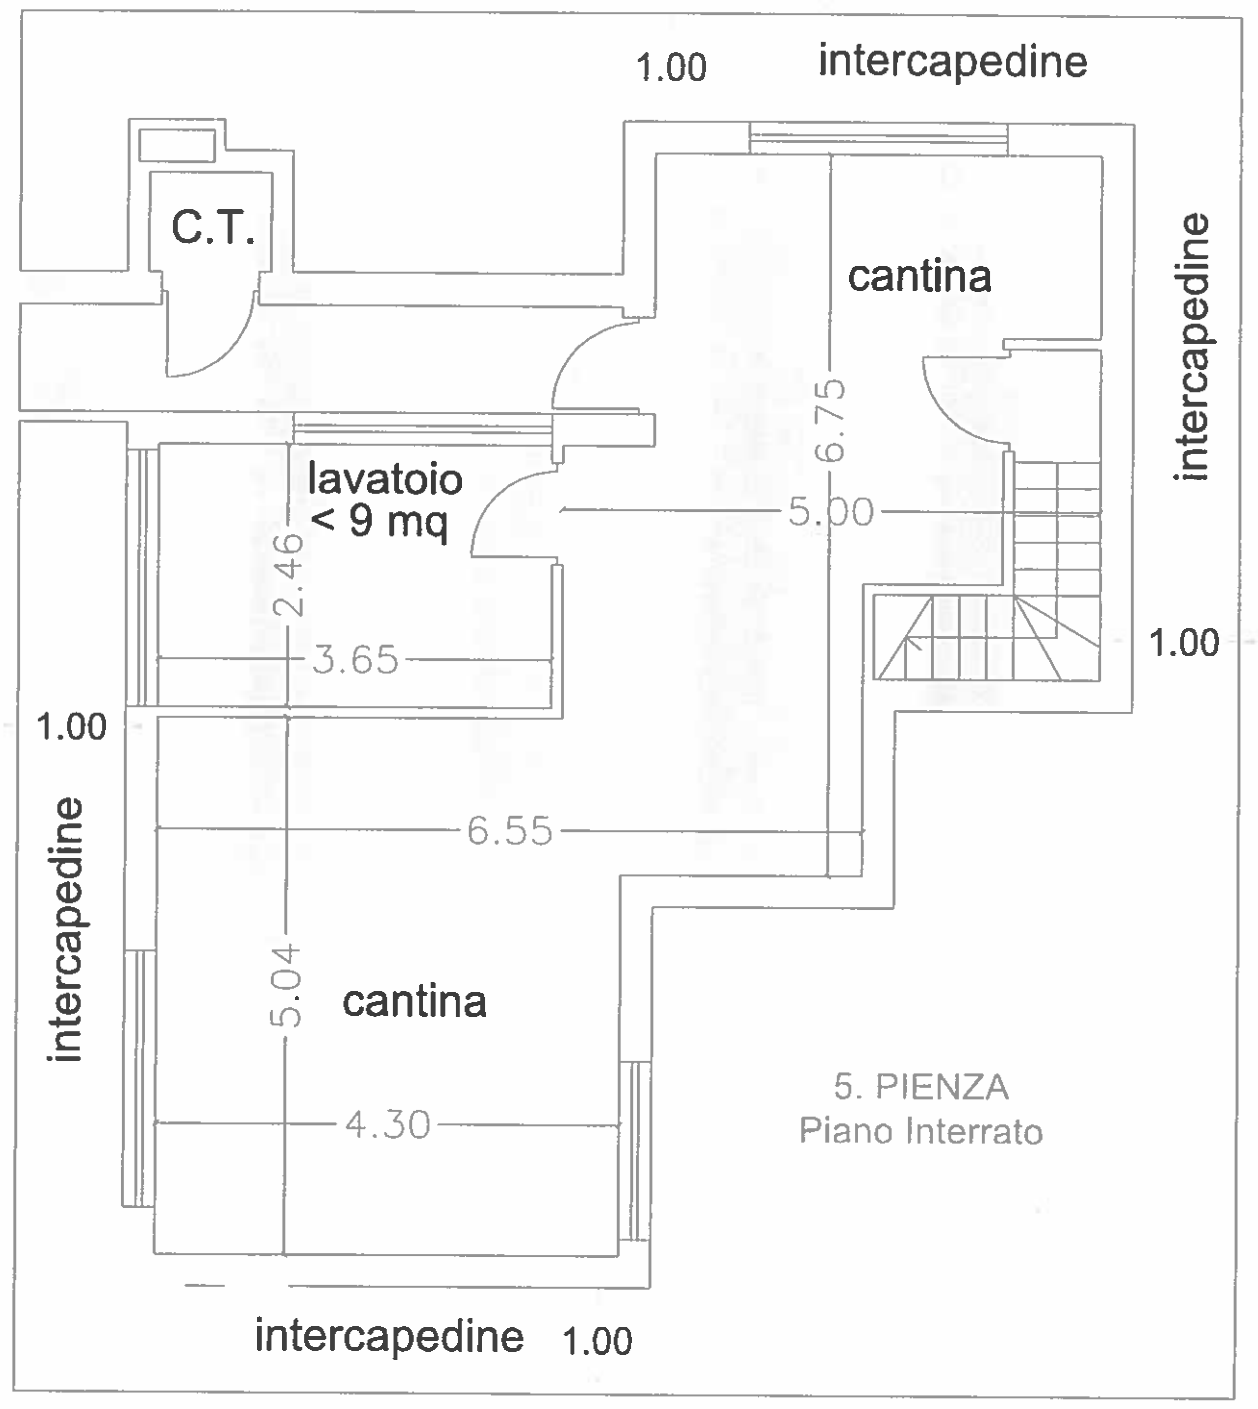 1.00
intercapedine
C.T.
cantina
intercapedine
6.75
lavatoio
< 9 mq
5.00
2.46
3.65
1.00
1.00
6.55
intercapedine
5.04
cantina
4.30
5. PIENZA
Piano Interrato
intercapedine
1.00